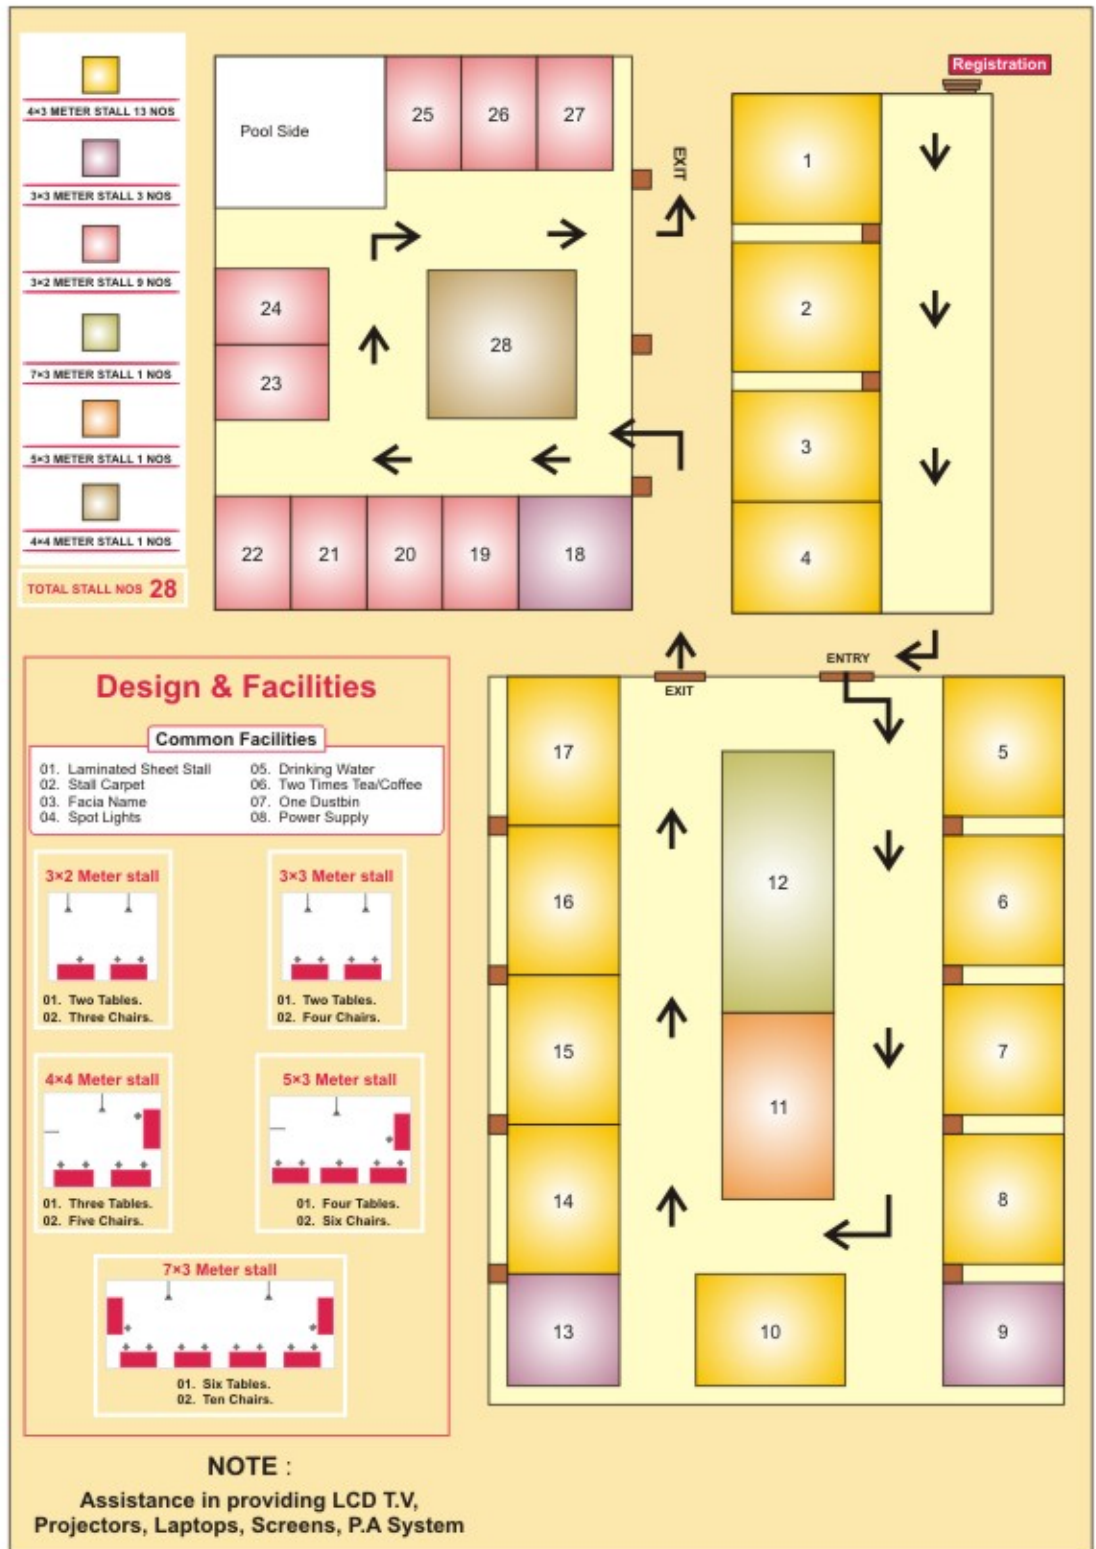 4×3 METER STALL 13 NOS
3×3 METER STALL 3 NOS
3×2 METER STALL 9 NOS
7×3 METER STALL 1 NOS
5×3 METER STALL 1 NOS
4×4 METER STALL 1 NOS
TOTAL STALL NOS 28
Pool Side
25
26
27
24
23
28
22
21
20
19
18
EXIT
Registration
1
2
3
4
EXIT
ENTRY
17
16
15
14
13
12
11
10
5
6
7
8
9
Design & Facilities
Common Facilities
01. Laminated Sheet Stall
02. Stall Carpet
03. Facia Name
04. Spot Lights
05. Drinking Water
06. Two Times Tea/Coffee
07. One Dustbin
08. Power Supply
3×2 Meter stall
01. Two Tables.
02. Three Chairs.
3×3 Meter stall
01. Two Tables.
02. Four Chairs.
4×4 Meter stall
01. Three Tables.
02. Five Chairs.
5×3 Meter stall
01. Four Tables.
02. Six Chairs.
7×3 Meter stall
01. Six Tables.
02. Ten Chairs.
NOTE :
Assistance in providing LCD T.V,
Projectors, Laptops, Screens, P.A System